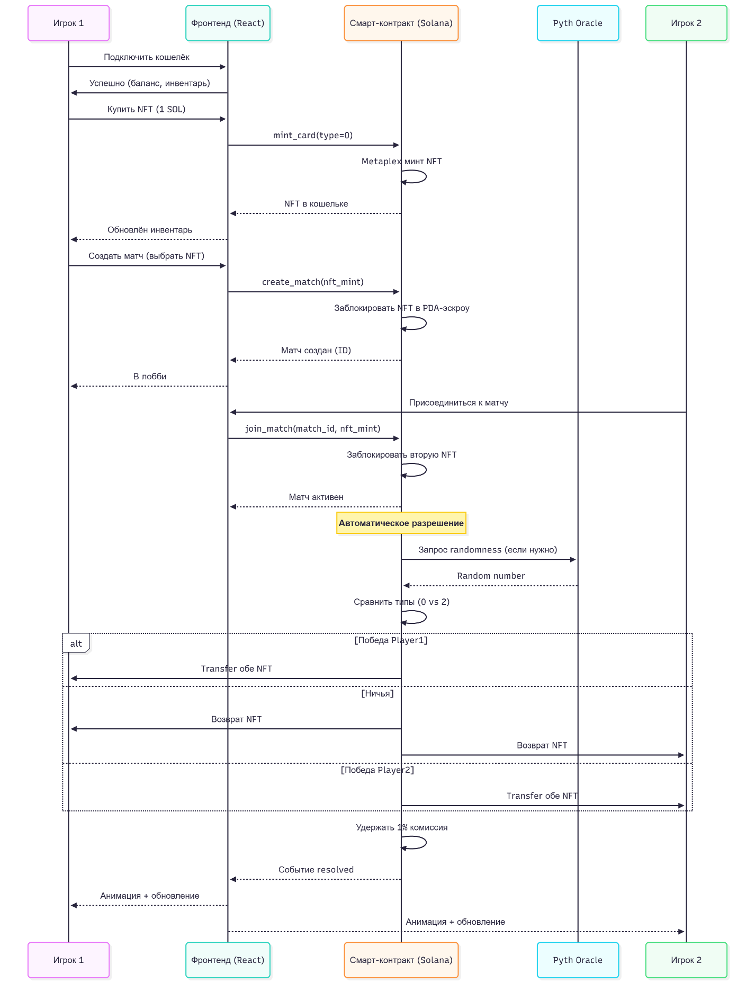 Игрок 1
Фронтенд (React)
Смарт-контракт (Solana)
Pyth Oracle
Игрок 2
Подключить кошелёк
Успешно (баланс, инвентарь)
Купить NFT (1 SOL)
mint_card(type=0)
Metaplex минт NFT
NFT в кошельке
Обновлён инвентарь
Создать матч (выбрать NFT)
create_match(nft_mint)
Заблокировать NFT в PDA-эскроу
Матч создан (ID)
В лобби
Присоединиться к матчу
join_match(match_id, nft_mint)
Заблокировать вторую NFT
Матч активен
Автоматическое разрешение
Запрос randomness (если нужно)
Random number
Сравнить типы (0 vs 2)
alt
[Победа Player1]
Transfer обе NFT
[Ничья]
Возврат NFT
Возврат NFT
[Победа Player2]
Transfer обе NFT
Удержать 1% комиссия
Событие resolved
Анимация + обновление
Анимация + обновление
Игрок 1
Фронтенд (React)
Смарт-контракт (Solana)
Pyth Oracle
Игрок 2